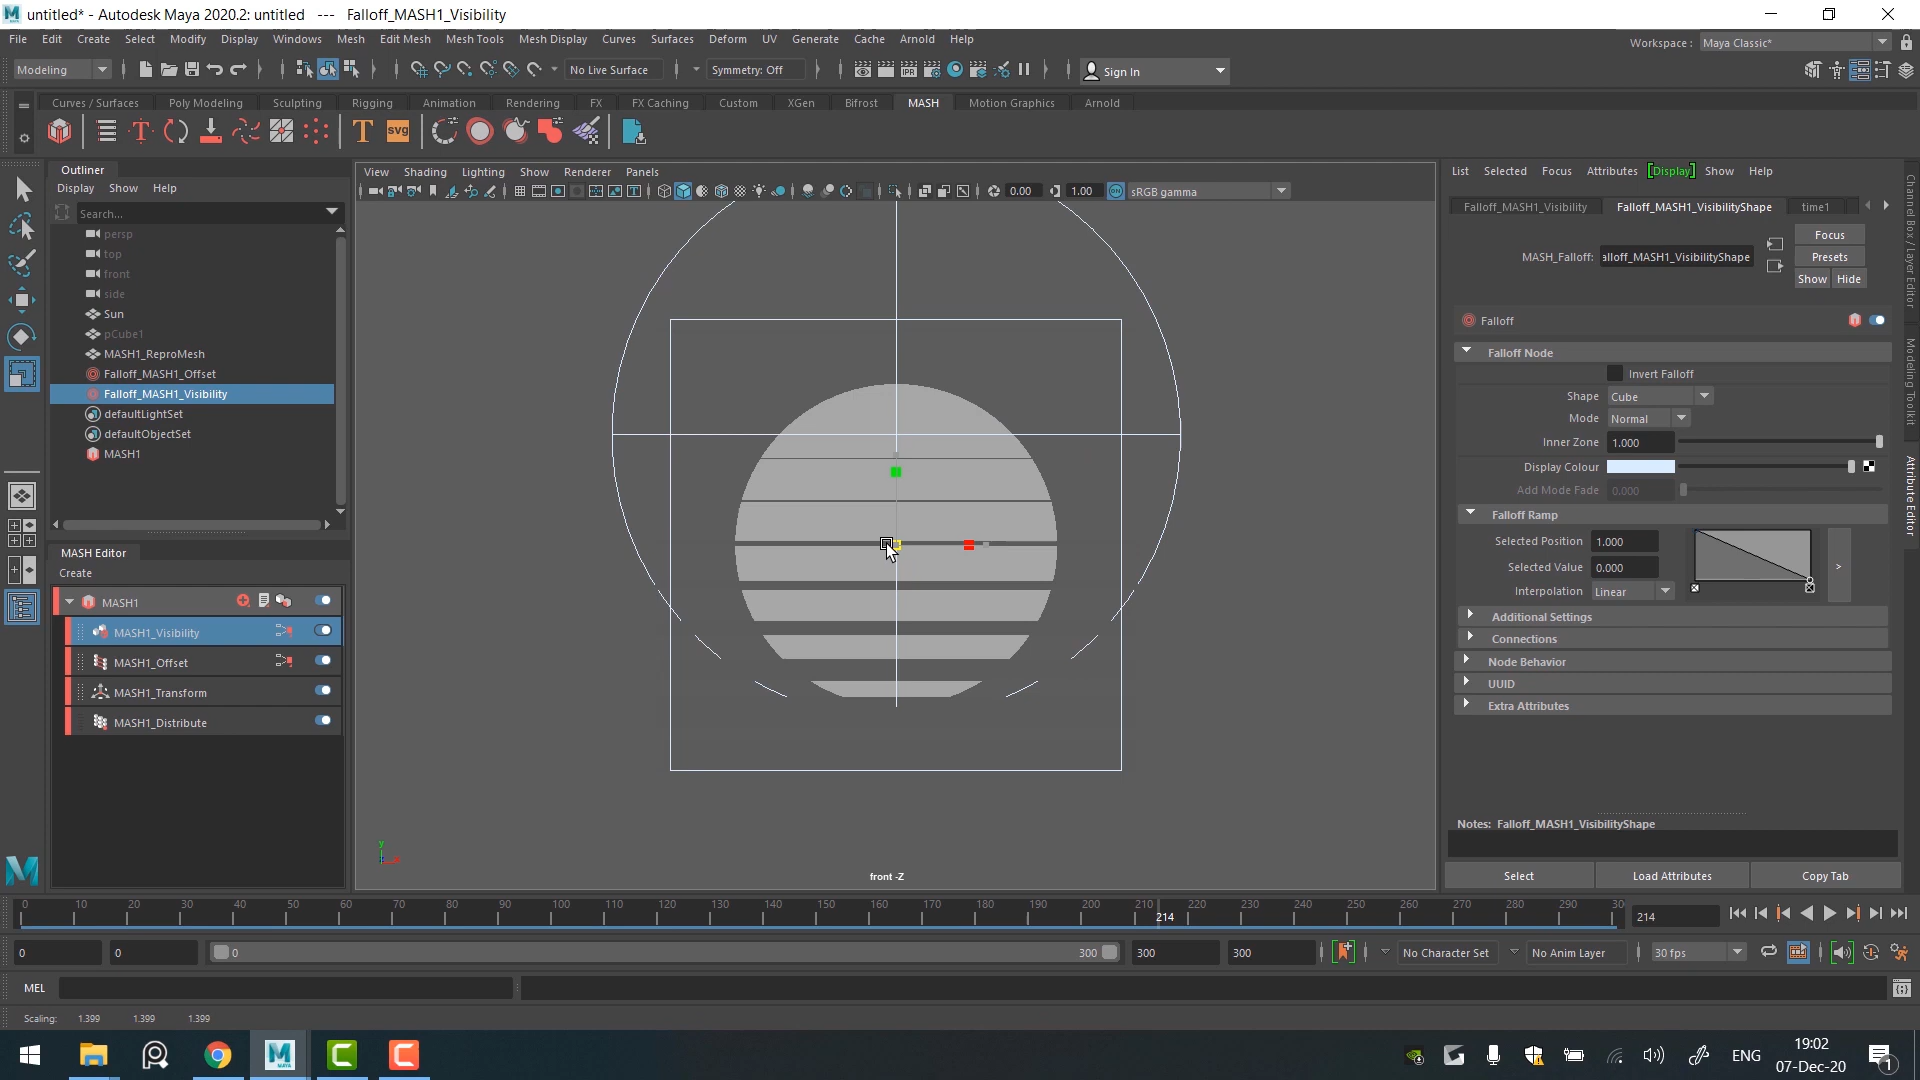 untitled* - Autodesk Maya 2020.2: untitled   ---   Falloff_MASH1_Visibility
File Edit Create Select Modify Display Windows Mesh Edit Mesh Mesh Tools Mesh Display Curves Surfaces Deform UV Generate Cache Arnold Help
Workspace : Maya Classic*
Modeling No Live Surface Symmetry: Off Sign In
Curves / Surfaces Poly Modeling Sculpting Rigging Animation Rendering FX FX Caching Custom XGen Bifrost MASH Motion Graphics Arnold
T svg
Outliner
Display Show Help
Search...
persp
top
front
side
Sun
pCube1
MASH1_ReproMesh
Falloff_MASH1_Offset
Falloff_MASH1_Visibility
defaultLightSet
defaultObjectSet
MASH1
MASH Editor
Create
MASH1
MASH1_Visibility
MASH1_Offset
MASH1_Transform
MASH1_Distribute
View Shading Lighting Show Renderer Panels
0.00 1.00 ON sRGB gamma
y
front -Z
List Selected Focus Attributes [Display] Show Help
Falloff_MASH1_Visibility Falloff_MASH1_VisibilityShape time1
MASH_Falloff: alloff_MASH1_VisibilityShape
Focus
Presets
Show Hide
Falloff
Falloff Node
Invert Falloff
Shape Cube
Mode Normal
Inner Zone 1.000
Display Colour
Add Mode Fade 0.000
Falloff Ramp
Selected Position 1.000
Selected Value 0.000
Interpolation Linear
>
Additional Settings
Connections
Node Behavior
UUID
Extra Attributes
Notes: Falloff_MASH1_VisibilityShape
Select Load Attributes Copy Tab
Channel Box / Layer Editor
Modeling Toolkit
Attribute Editor
0 10 20 30 40 50 60 70 80 90 100 110 120 130 140 150 160 170 180 190 200 210 220 230 240 250 260 270 280 290 30
214
214
0 0 0 300 300 300 No Character Set No Anim Layer 30 fps
MEL
Scaling: 1.399 1.399 1.399
ENG
19:02
07-Dec-20
1